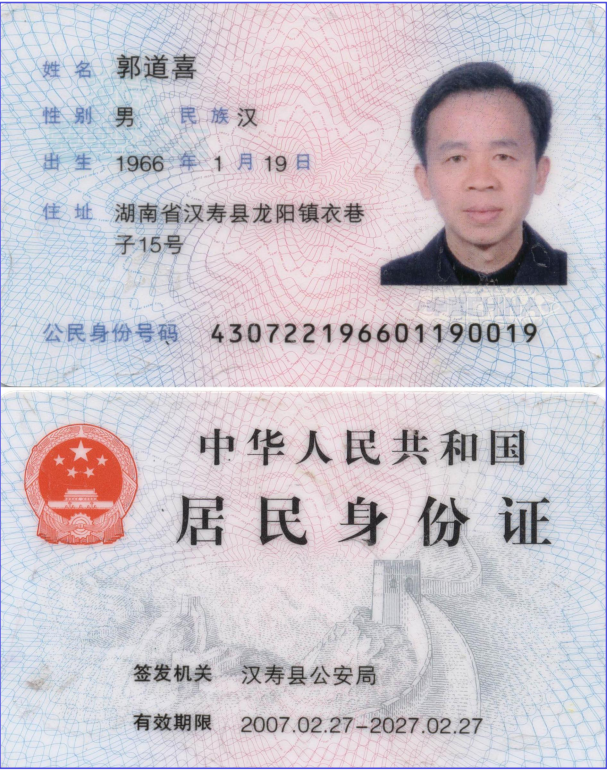 姓名 郭道喜
性别 男 民族 汉
出生 1966 年 1 月 19 日
住址 湖南省汉寿县龙阳镇衣巷
子15号
公民身份号码 430722196601190019
中华人民共和国
居民身份证
签发机关 汉寿县公安局
有效期限 2007.02.27-2027.02.27